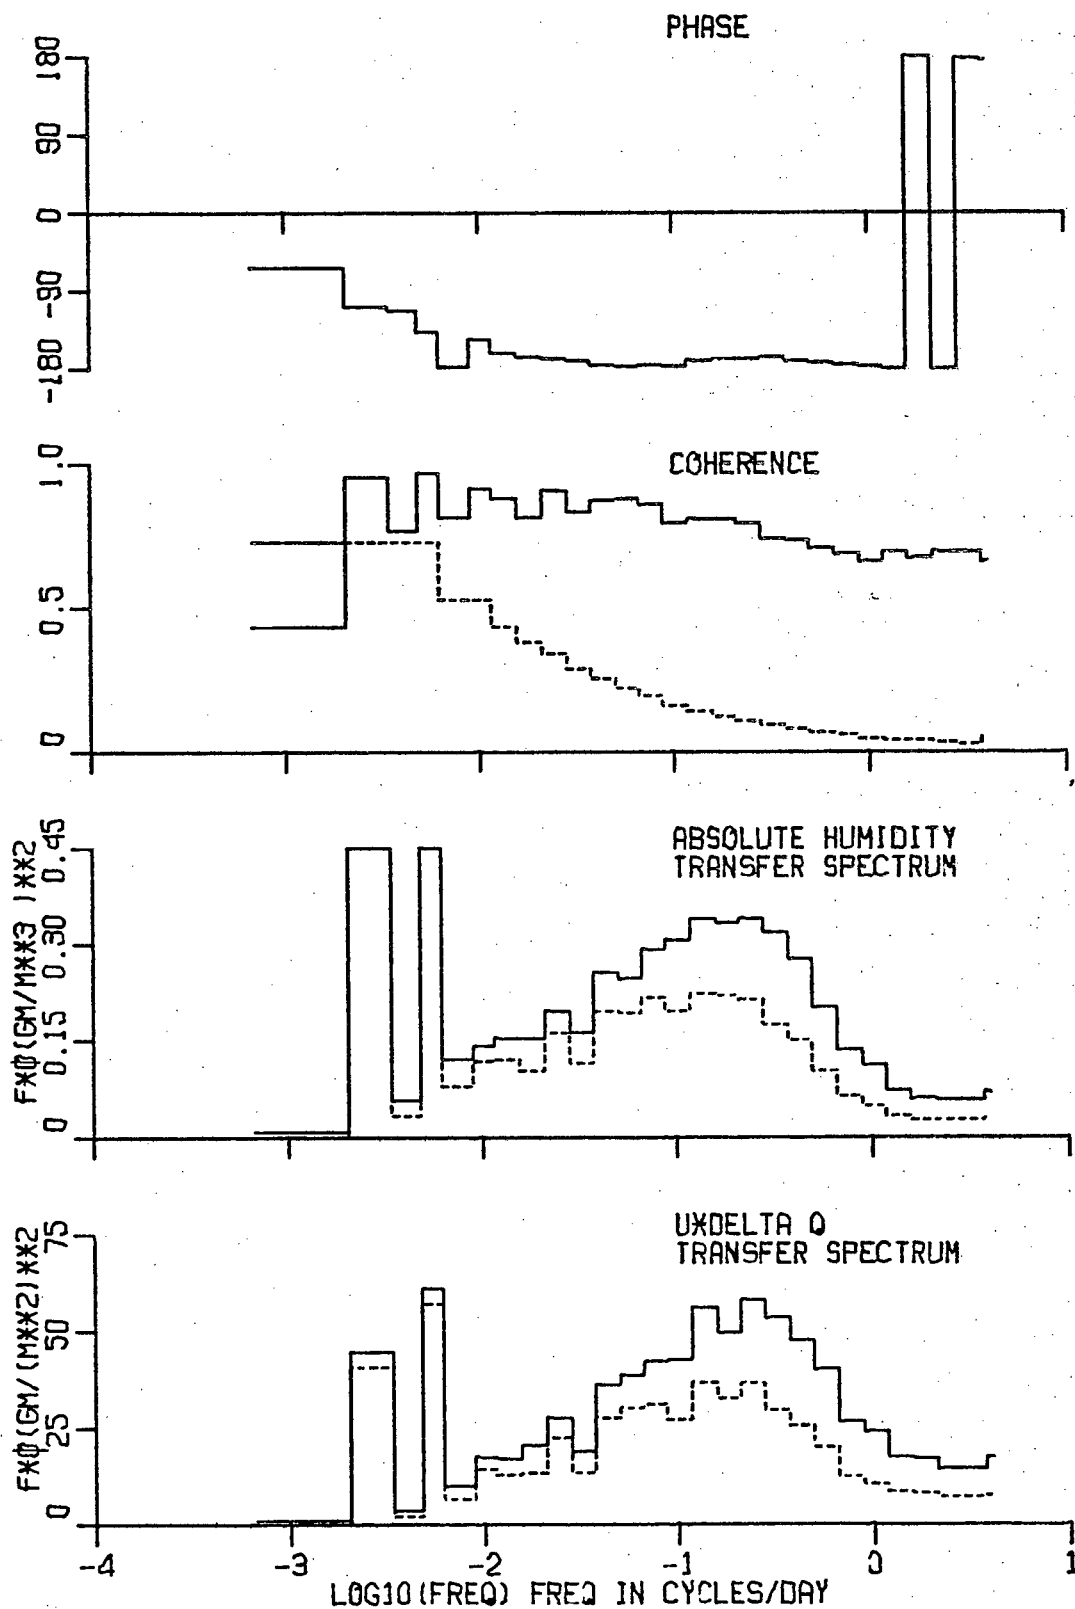 PHASE
180
90
0
-90
-180
COHERENCE
1.0
0.5
0
ABSOLUTE HUMIDITY
TRANSFER SPECTRUM
F*Φ(GM/M**3 )**2
0.45
0.30
0.15
0
U*DELTA Q
TRANSFER SPECTRUM
F*Φ(GM/(M**2)**2
75
50
25
0
-4
-3
-2
-1
0
1
LOG10(FREQ) FREQ IN CYCLES/DAY